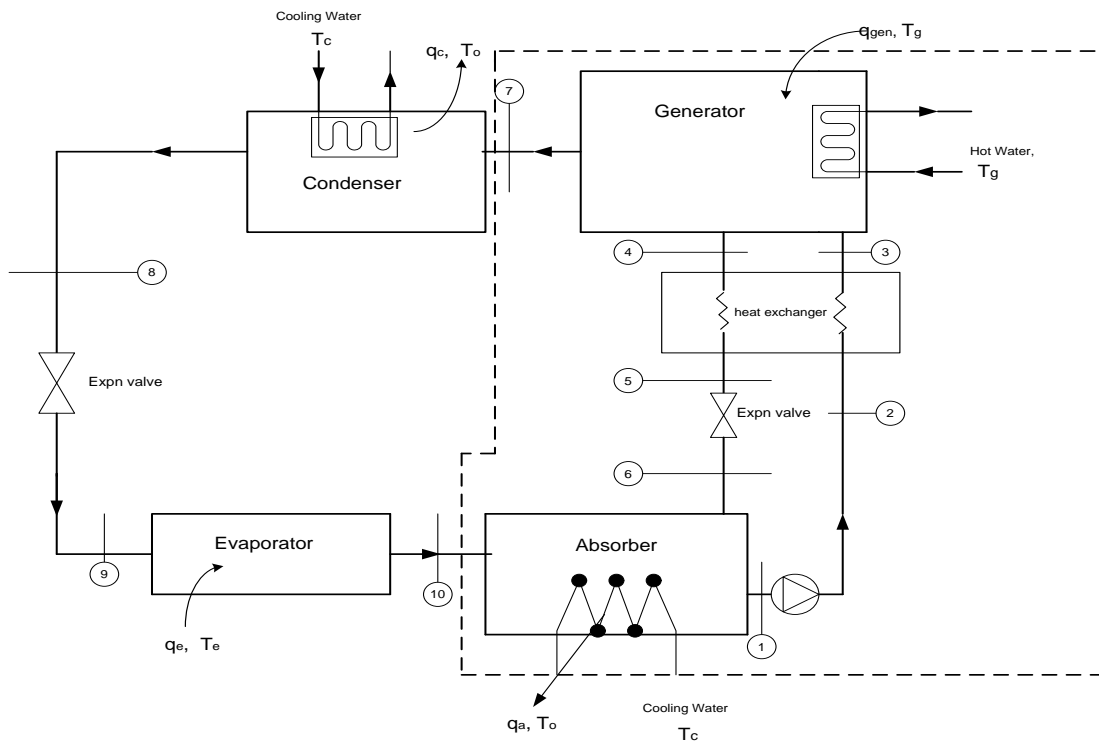 Cooling Water
Tc
qc, To
qgen, Tg
7
Generator
Condenser
Hot Water,
Tg
4
3
8
heat exchanger
Expn valve
5
Expn valve
2
6
Evaporator
Absorber
9
10
1
qe, Te
qa, To
Cooling Water
Tc